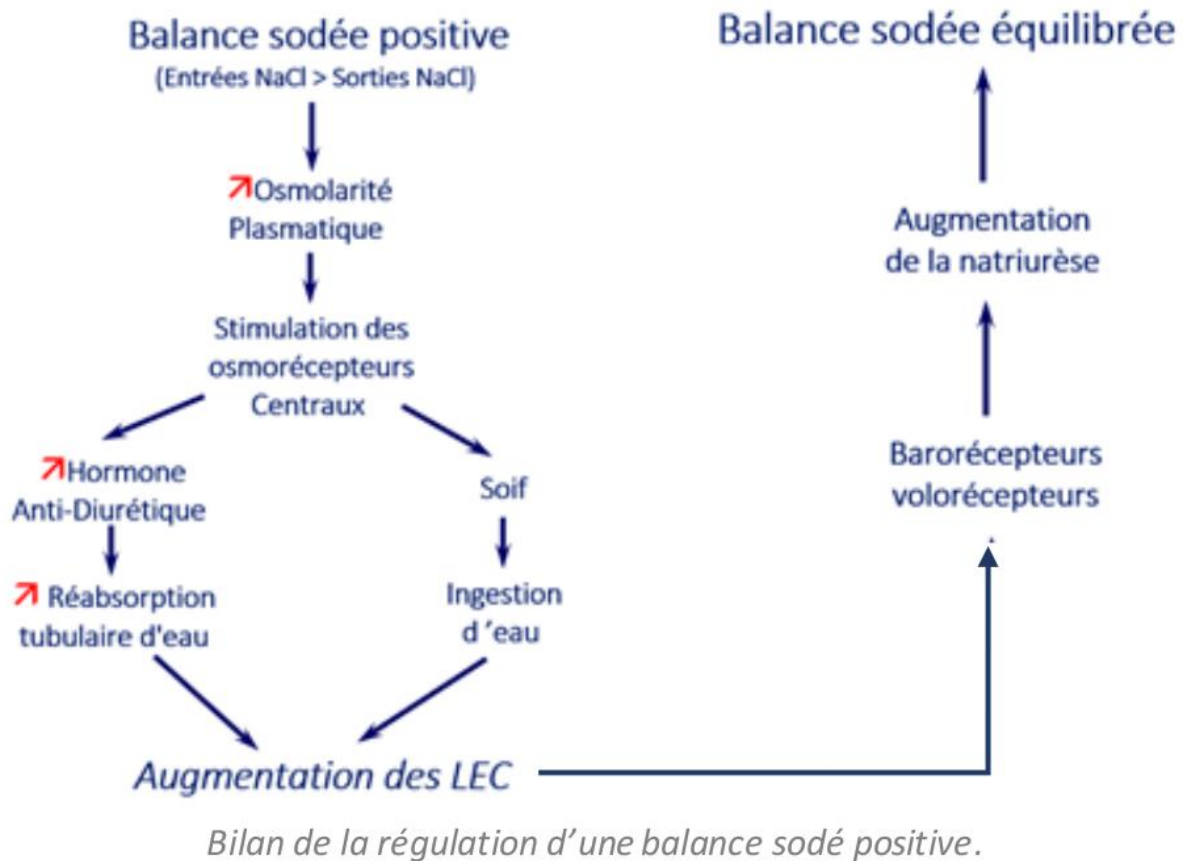 Balance sodée positive
(Entrées NaCl > Sorties NaCl)
↗Osmolarité
Plasmatique
Stimulation des
osmorécepteurs
Centraux
↗Hormone
Anti-Diurétique
↗ Réabsorption
tubulaire d'eau
Soif
Ingestion
d 'eau
Augmentation des LEC
Barorécepteurs
volorécepteurs
Augmentation
de la natriurèse
Balance sodée équilibrée
Bilan de la régulation d'une balance sodé positive.